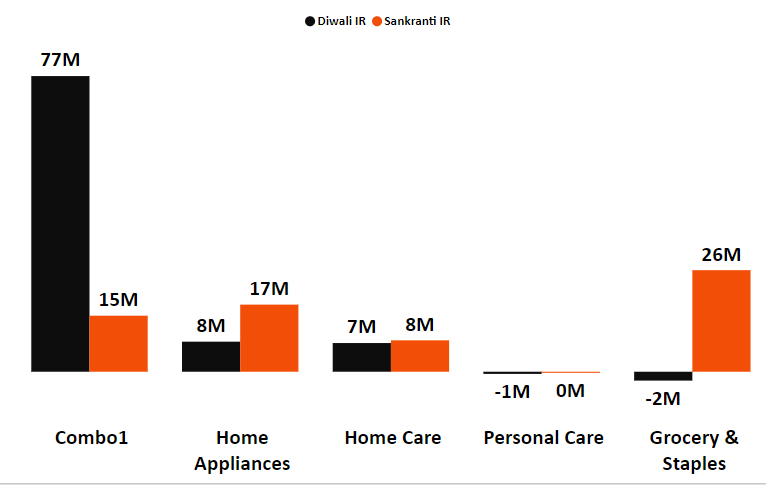 Diwali IR Sankranti IR
77M
15M
8M
17M
7M
8M
-1M
0M
-2M
26M
Combo1
Home
Appliances
Home Care
Personal Care
Grocery &
Staples